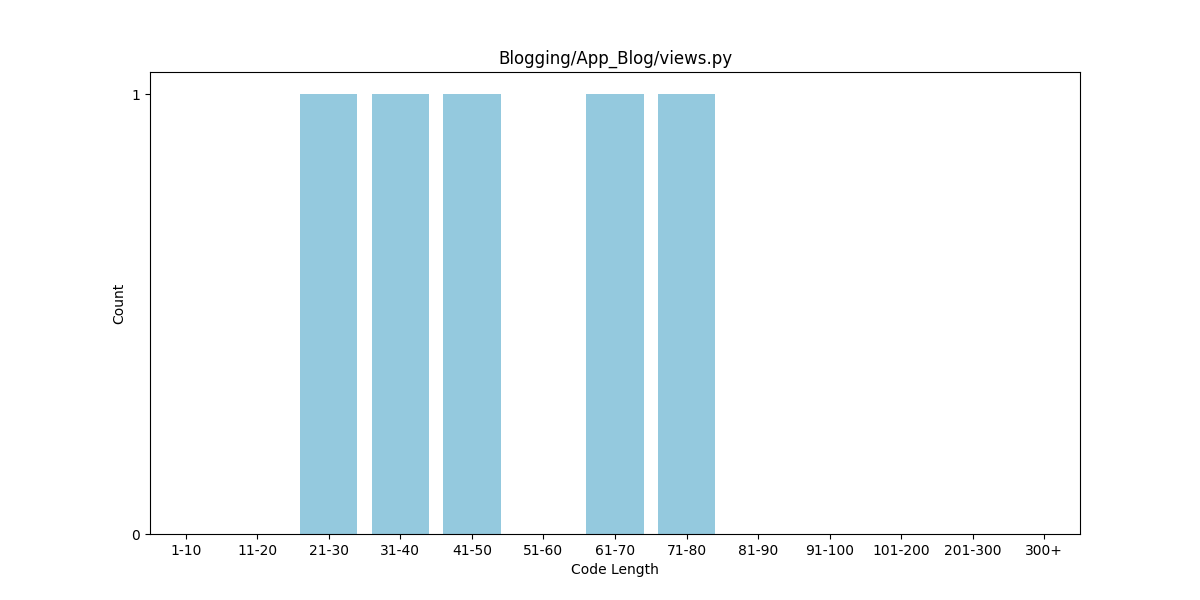 Blogging/App_Blog/views.py
1
Count
0
1-10 11-20 21-30 31-40 41-50 51-60 61-70 71-80 81-90 91-100 101-200 201-300 300+
Code Length